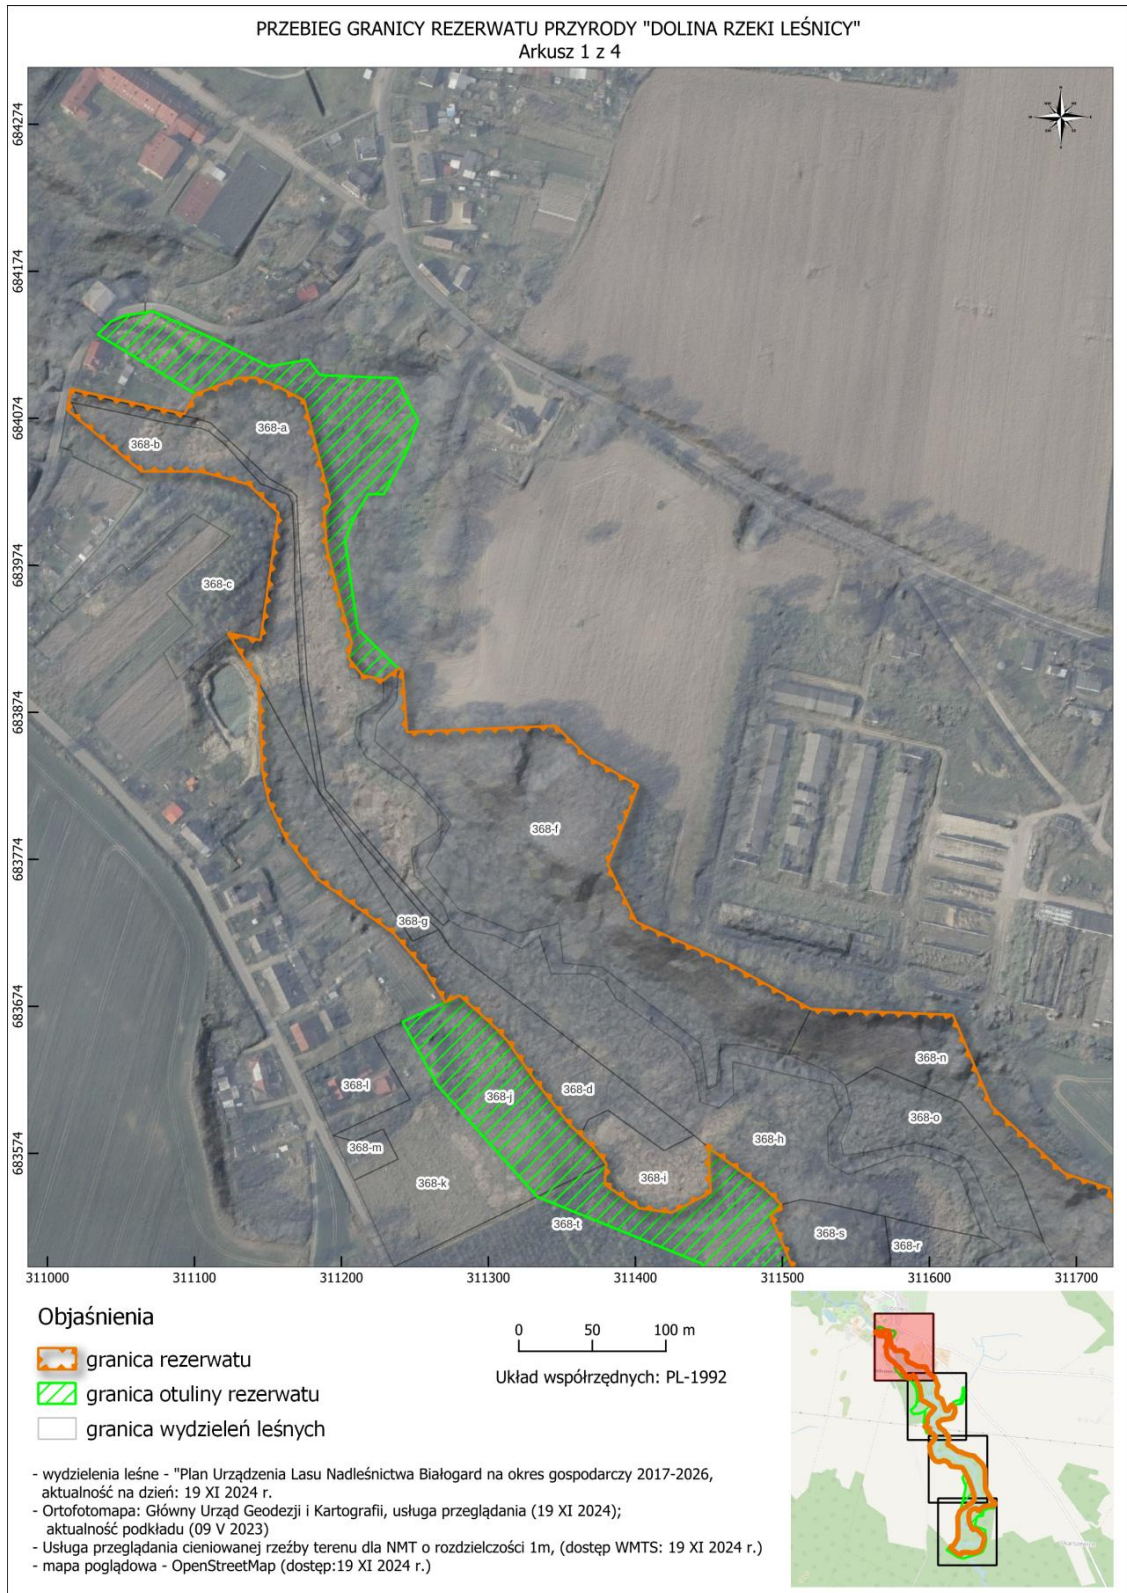 PRZEBIEG GRANICY REZERWATU PRZYRODY "DOLINA RZEKI LEŚNICY"
Arkusz 1 z 4
684274
684174
684074
683974
683874
683774
683674
683574
368-a
368-b
368-c
368-f
368-g
368-n
368-d
368-j
368-l
368-o
368-h
368-m
368-i
368-k
368-t
368-s
368-r
311000
311100
311200
311300
311400
311500
311600
311700
Objaśnienia
granica rezerwatu
granica otuliny rezerwatu
granica wydzieleń leśnych
0 50 100 m
Układ współrzędnych: PL-1992
- wydzielenia leśne - "Plan Urządzenia Lasu Nadleśnictwa Białogard na okres gospodarczy 2017-2026,
aktualność na dzień: 19 XI 2024 r.
- Ortofotomapa: Główny Urząd Geodezji i Kartografii, usługa przeglądania (19 XI 2024);
aktualność podkładu (09 V 2023)
- Usługa przeglądania cieniowanej rzeźby terenu dla NMT o rozdzielczości 1m, (dostęp WMTS: 19 XI 2024 r.)
- mapa poglądowa - OpenStreetMap (dostęp:19 XI 2024 r.)